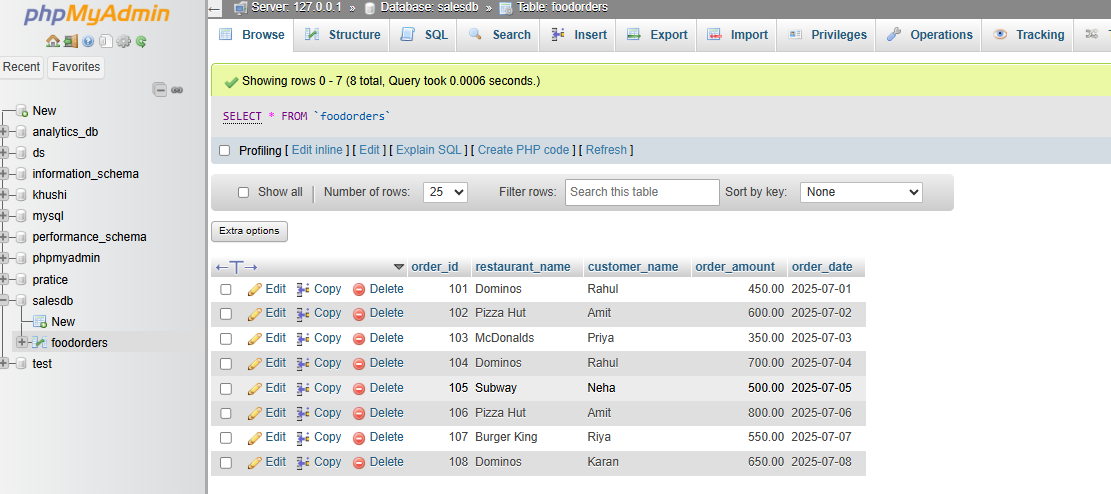 phpMyAdmin
Recent Favorites
New
analytics_db
ds
information_schema
khushi
mysql
performance_schema
phpmyadmin
pratice
salesdb
New
foodorders
test
Server: 127.0.0.1 » Database: salesdb » Table: foodorders
Browse Structure SQL Search Insert Export Import Privileges Operations Tracking
Showing rows 0 - 7 (8 total, Query took 0.0006 seconds.)
SELECT * FROM `foodorders`
Profiling [ Edit inline ] [ Edit ] [ Explain SQL ] [ Create PHP code ] [ Refresh ]
Show all Number of rows: 25 Filter rows: Search this table Sort by key: None
Extra options
←T→ order_id restaurant_name customer_name order_amount order_date
Edit Copy Delete 101 Dominos Rahul 450.00 2025-07-01
Edit Copy Delete 102 Pizza Hut Amit 600.00 2025-07-02
Edit Copy Delete 103 McDonalds Priya 350.00 2025-07-03
Edit Copy Delete 104 Dominos Rahul 700.00 2025-07-04
Edit Copy Delete 105 Subway Neha 500.00 2025-07-05
Edit Copy Delete 106 Pizza Hut Amit 800.00 2025-07-06
Edit Copy Delete 107 Burger King Riya 550.00 2025-07-07
Edit Copy Delete 108 Dominos Karan 650.00 2025-07-08